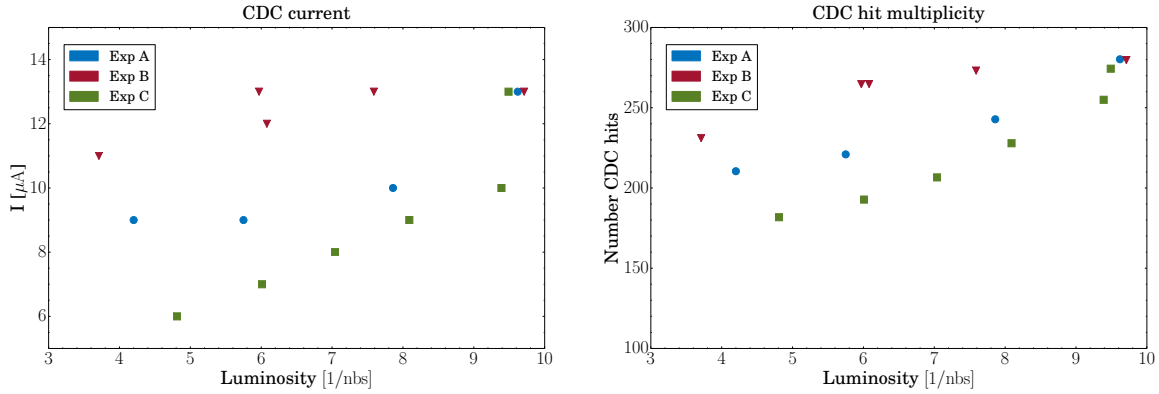 CDC current
I [μA]
14
12
10
8
6
Exp A
Exp B
Exp C
3 4 5 6 7 8 9 10
Luminosity [1/nbs]
CDC hit multiplicity
Number CDC hits
300
250
200
150
100
Exp A
Exp B
Exp C
3 4 5 6 7 8 9 10
Luminosity [1/nbs]